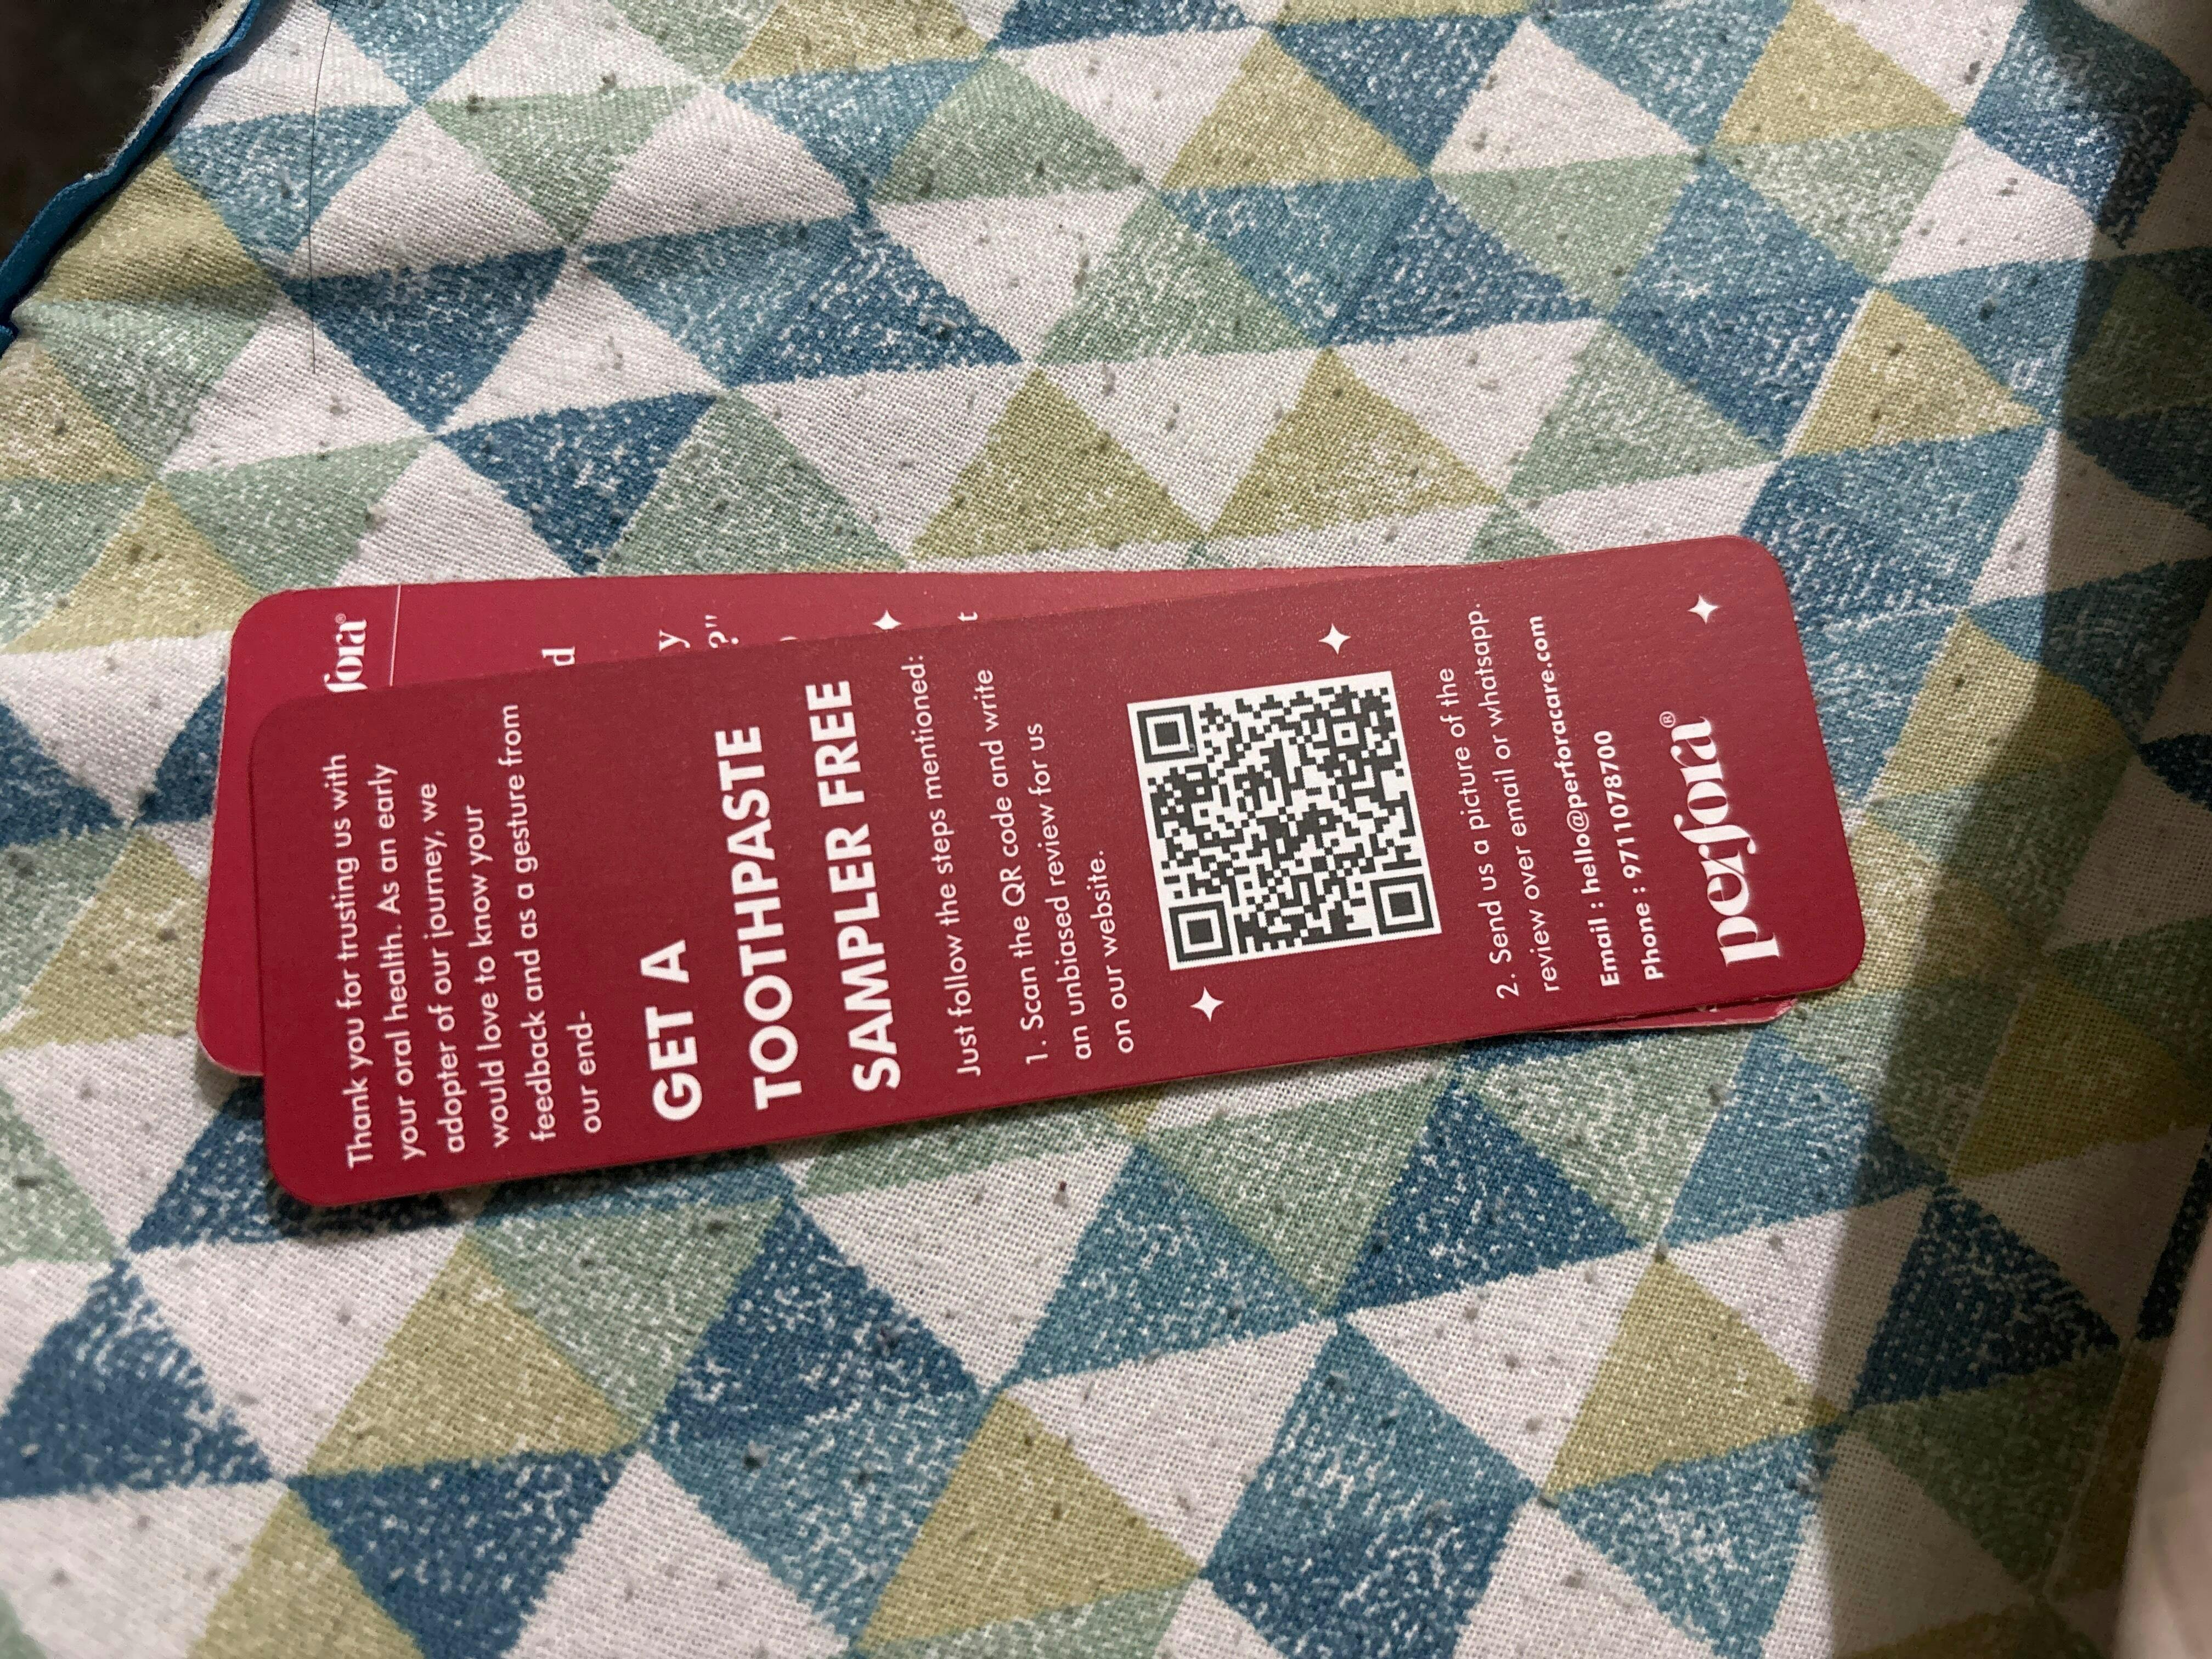 Thank you for trusting us with
your oral health. As an early
adopter of our journey, we
would love to know your
feedback and as a gesture from
our end-
GET A
TOOTHPASTE
SAMPLER FREE
Just follow the steps mentioned:
1. Scan the QR code and write
an unbiased review for us
on our website.
2. Send us a picture of the
review over email or whatsapp.
Email : hello@perforacare.com
Phone : 9711078700
perfora®
fora®
d
y
?"
t